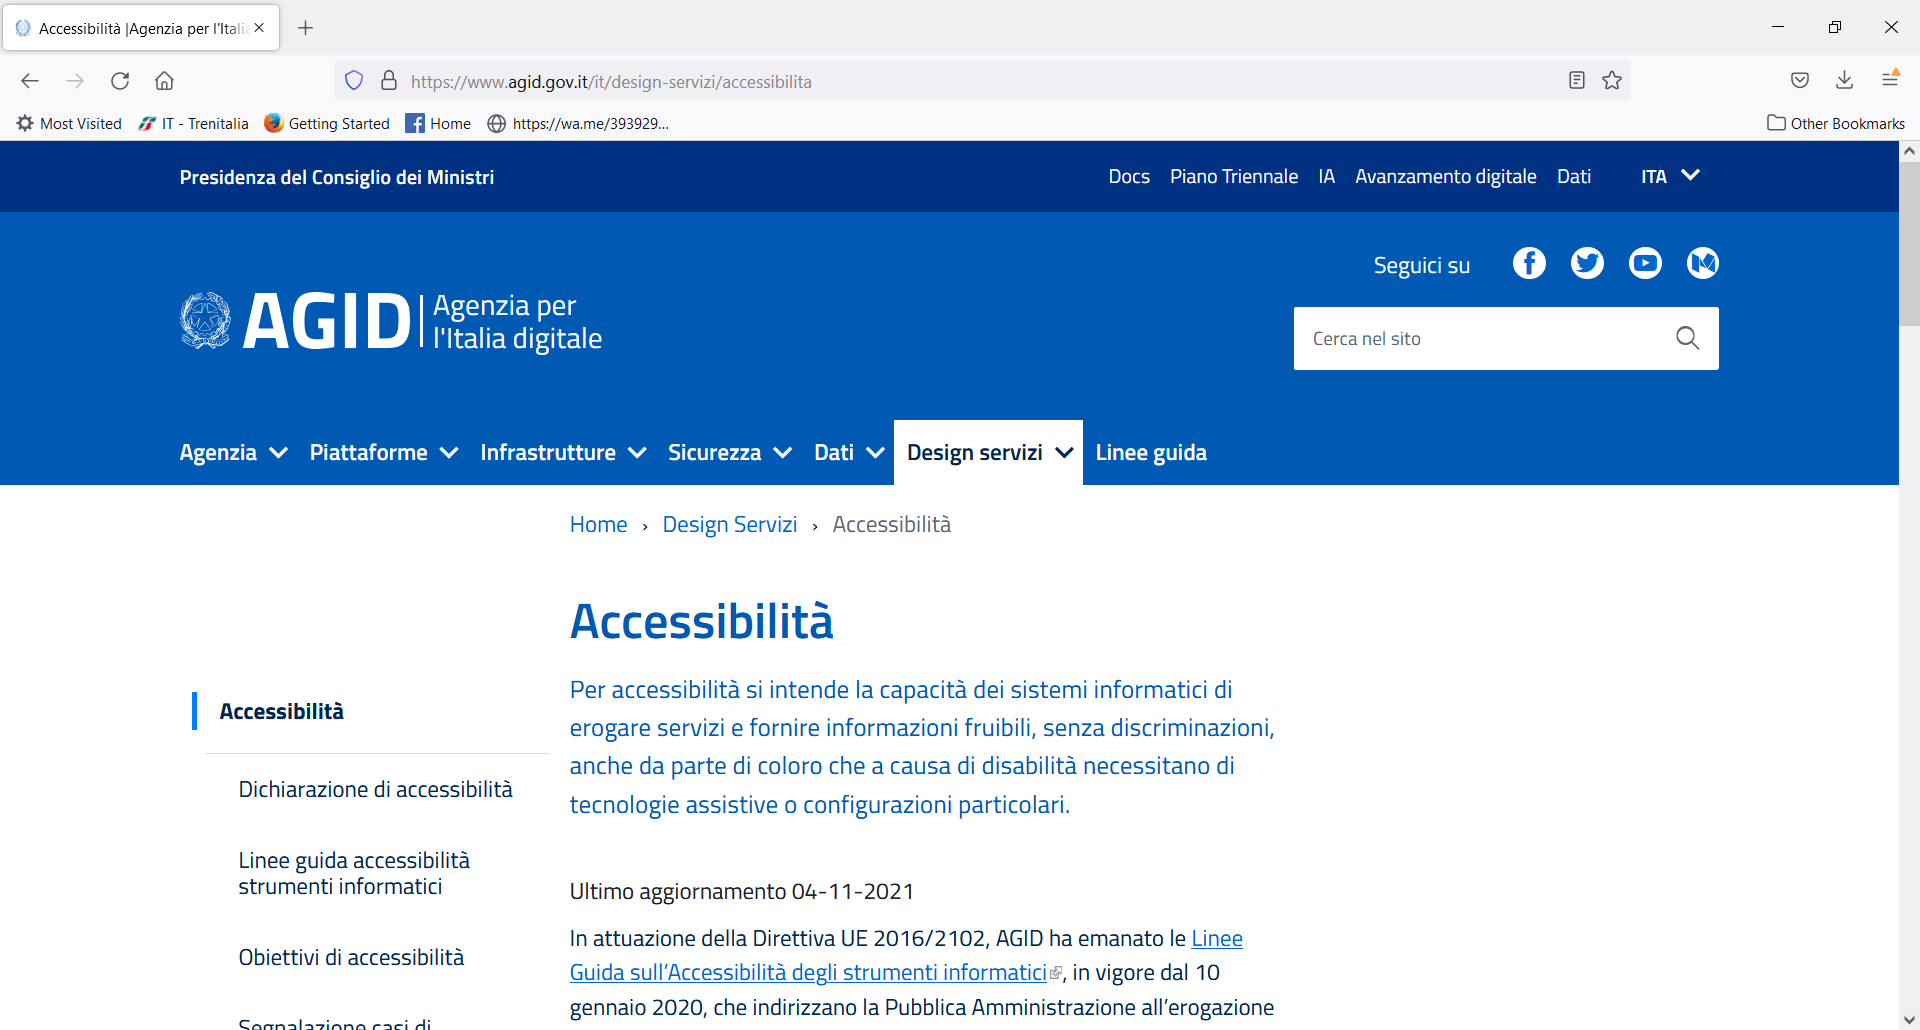 Accessibilità |Agenzia per l'Itali
https://www.agid.gov.it/it/design-servizi/accessibilita
Most Visited IT - Trenitalia Getting Started Home https://wa.me/393929... Other Bookmarks
Presidenza del Consiglio dei Ministri Docs Piano Triennale IA Avanzamento digitale Dati ITA
Seguici su
AGID Agenzia per
l'Italia digitale
Cerca nel sito
Agenzia Piattaforme Infrastrutture Sicurezza Dati Design servizi Linee guida
Home › Design Servizi › Accessibilità
Accessibilità
Per accessibilità si intende la capacità dei sistemi informatici di
erogare servizi e fornire informazioni fruibili, senza discriminazioni,
anche da parte di coloro che a causa di disabilità necessitano di
tecnologie assistive o configurazioni particolari.
Ultimo aggiornamento 04-11-2021
In attuazione della Direttiva UE 2016/2102, AGID ha emanato le Linee
Guida sull’Accessibilità degli strumenti informatici, in vigore dal 10
gennaio 2020, che indirizzano la Pubblica Amministrazione all’erogazione
Accessibilità
Dichiarazione di accessibilità
Linee guida accessibilità
strumenti informatici
Obiettivi di accessibilità
Segnalazione casi di